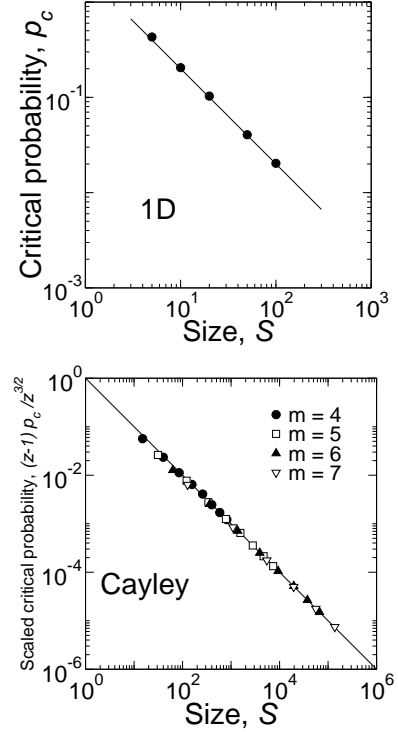 Critical probability, p_c
10^-1
10^-3
10^0 10^1 10^2 10^3
1D
Size, S
Scaled critical probability, (z-1) p_c /z^3/2
10^0
10^-2
10^-4
10^-6
m = 4
m = 5
m = 6
m = 7
Cayley
10^0 10^2 10^4 10^6
Size, S